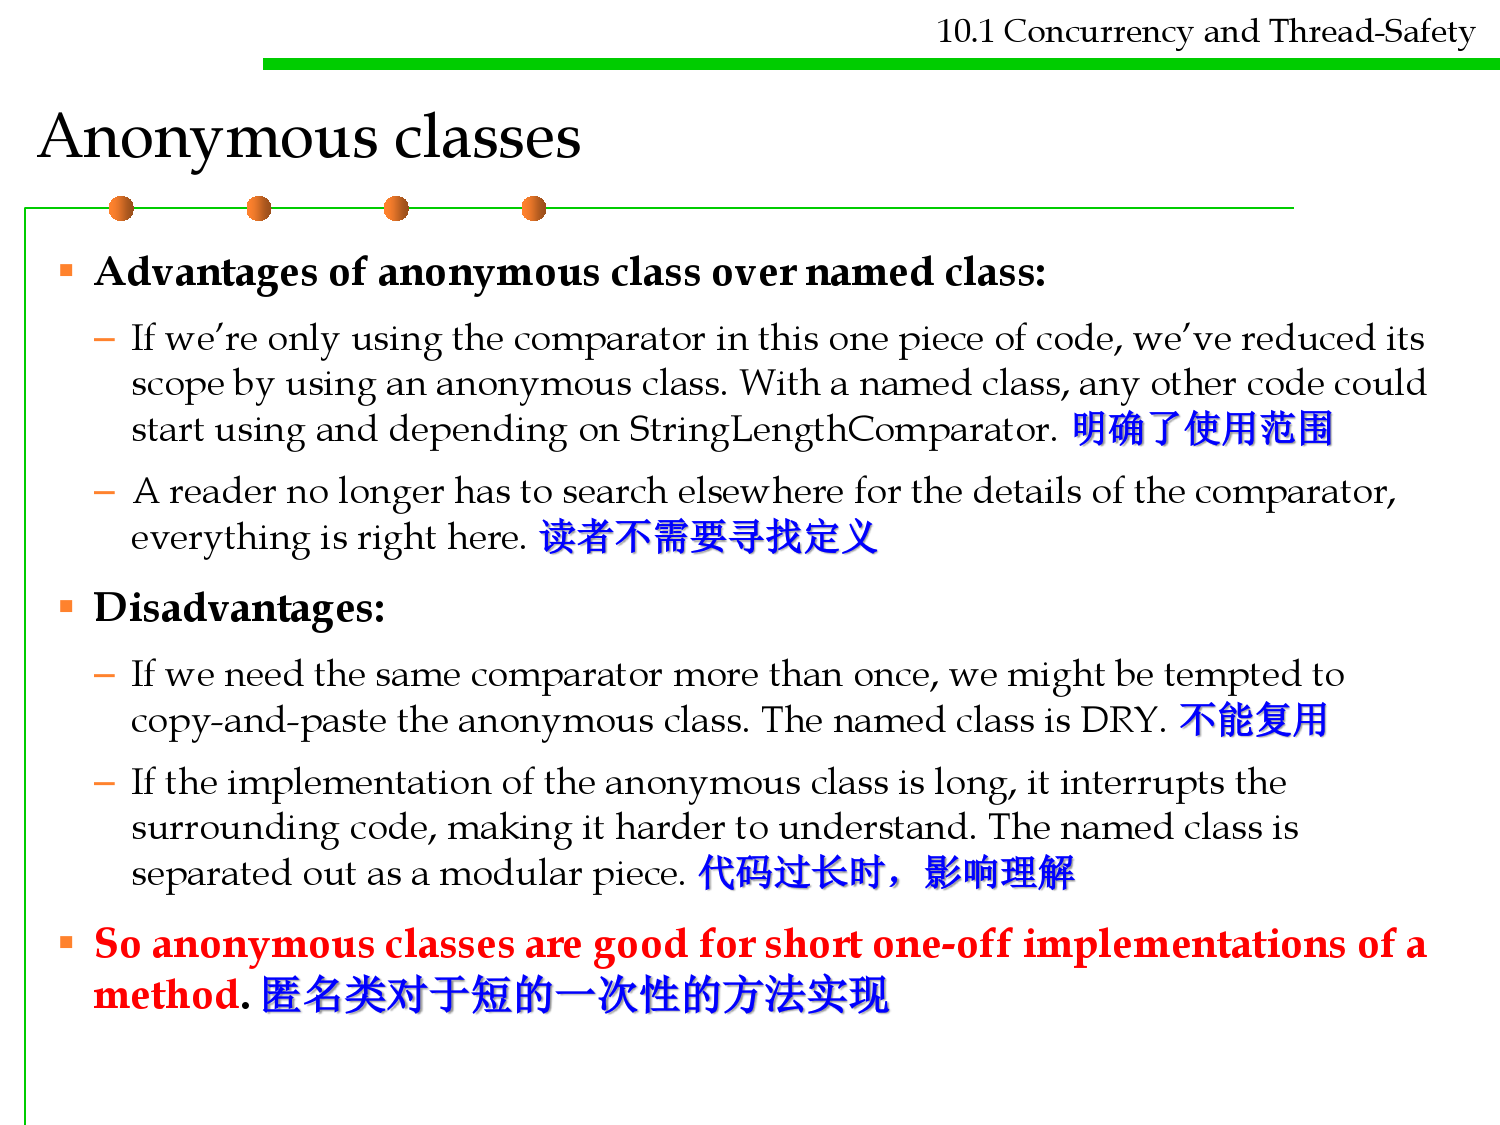 10.1 Concurrency and Thread-Safety
Anonymous classes
▪ Advantages of anonymous class over named class:
– If we’re only using the comparator in this one piece of code, we’ve reduced its
scope by using an anonymous class. With a named class, any other code could
start using and depending on StringLengthComparator. 明确了使用范围
– A reader no longer has to search elsewhere for the details of the comparator,
everything is right here. 读者不需要寻找定义
▪ Disadvantages:
– If we need the same comparator more than once, we might be tempted to
copy-and-paste the anonymous class. The named class is DRY. 不能复用
– If the implementation of the anonymous class is long, it interrupts the
surrounding code, making it harder to understand. The named class is
separated out as a modular piece. 代码过长时，影响理解
▪ So anonymous classes are good for short one-off implementations of a
method. 匿名类对于短的一次性的方法实现